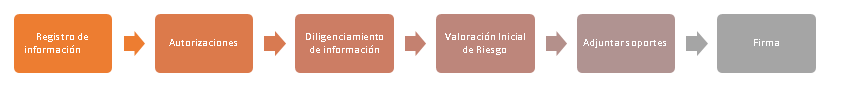 Registro de
información
Autorizaciones
Diligenciamiento
de información
Valoración Inicial
de Riesgo
Adjuntar soportes
Firma